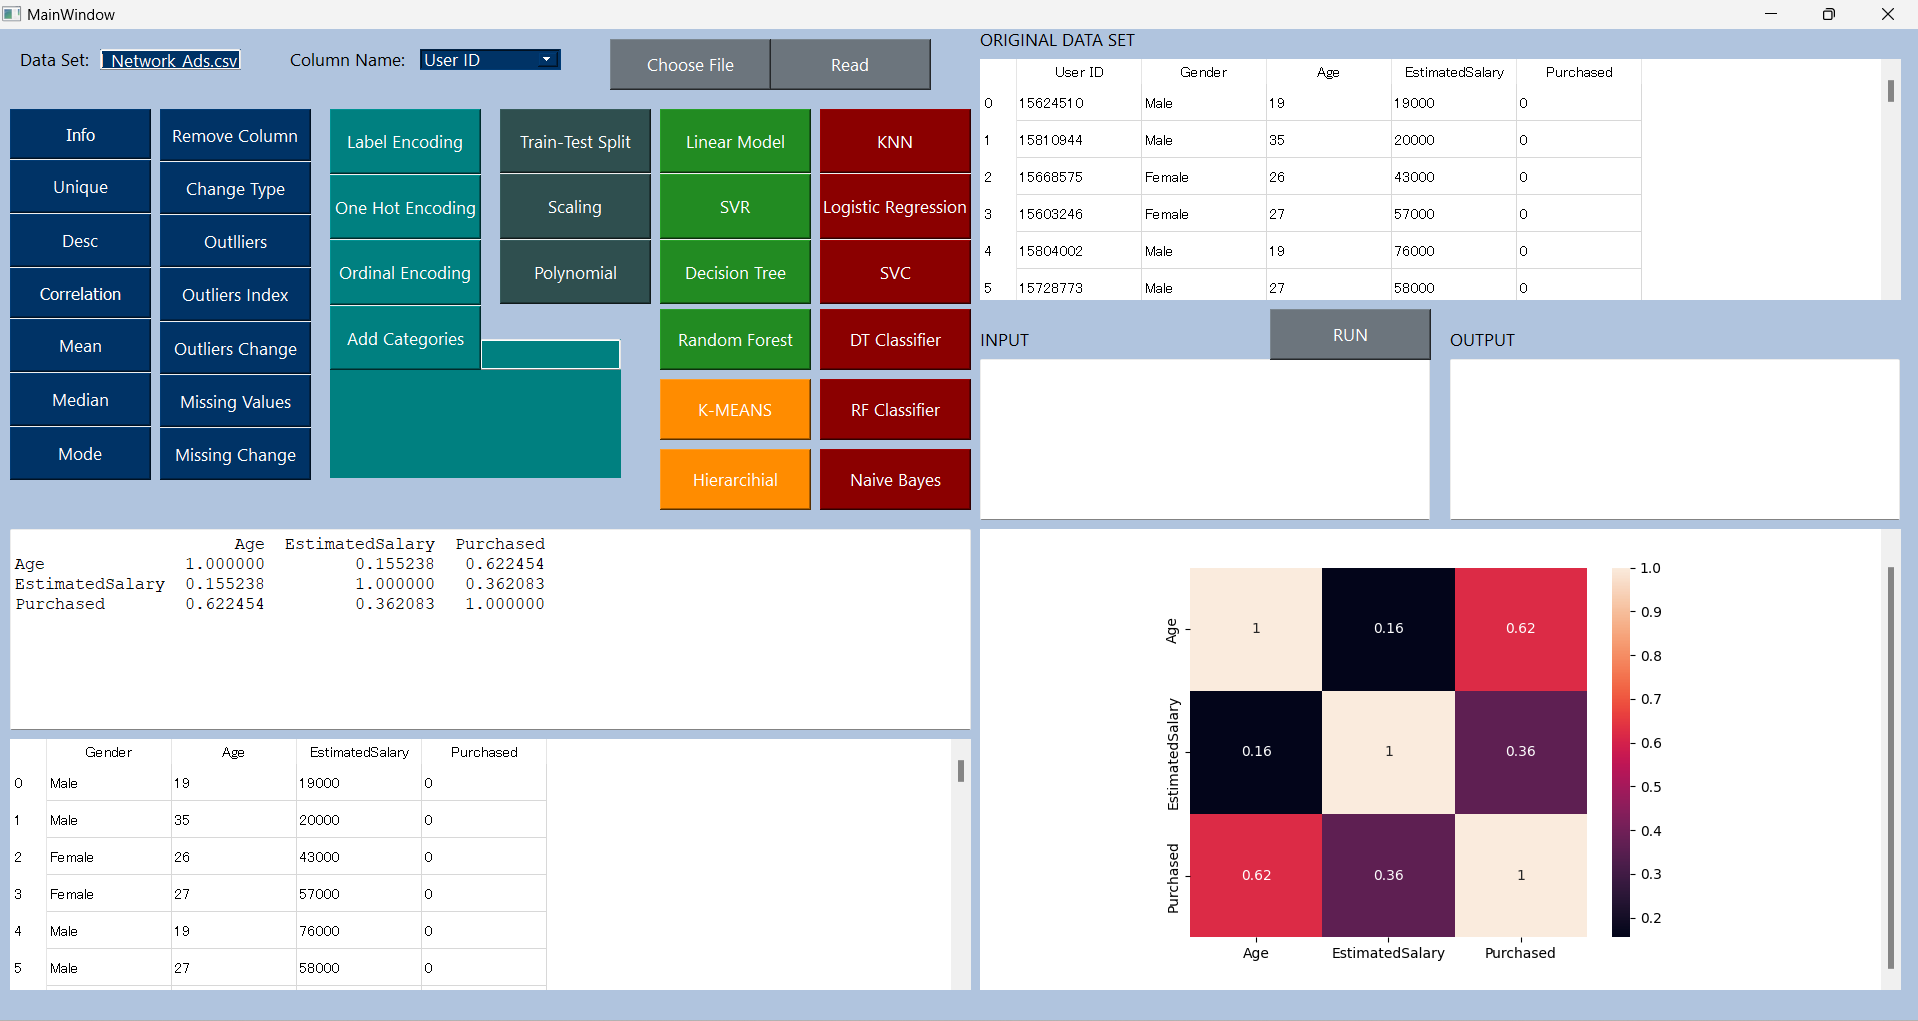 MainWindow
Data Set: _Network_Ads.csv Column Name: User ID Choose File Read
Info Remove Column Label Encoding Train-Test Split Linear Model KNN
Unique Change Type One Hot Encoding Scaling SVR Logistic Regression
Desc Outlliers Ordinal Encoding Polynomial Decision Tree SVC
Correlation Outliers Index Add Categories Random Forest DT Classifier
Mean Outliers Change K-MEANS RF Classifier
Median Missing Values Hierarcihial Naive Bayes
Mode Missing Change
ORIGINAL DATA SET
User ID Gender Age EstimatedSalary Purchased
0 15624510 Male 19 19000 0
1 15810944 Male 35 20000 0
2 15668575 Female 26 43000 0
3 15603246 Female 27 57000 0
4 15804002 Male 19 76000 0
5 15728773 Male 27 58000 0
INPUT RUN OUTPUT
Age EstimatedSalary Purchased
Age 1.000000 0.155238 0.622454
EstimatedSalary 0.155238 1.000000 0.362083
Purchased 0.622454 0.362083 1.000000
Gender Age EstimatedSalary Purchased
0 Male 19 19000 0
1 Male 35 20000 0
2 Female 26 43000 0
3 Female 27 57000 0
4 Male 19 76000 0
5 Male 27 58000 0
Age 1 0.16 0.62
EstimatedSalary 0.16 1 0.36
Purchased 0.62 0.36 1
Age EstimatedSalary Purchased
1.0
0.9
0.8
0.7
0.6
0.5
0.4
0.3
0.2